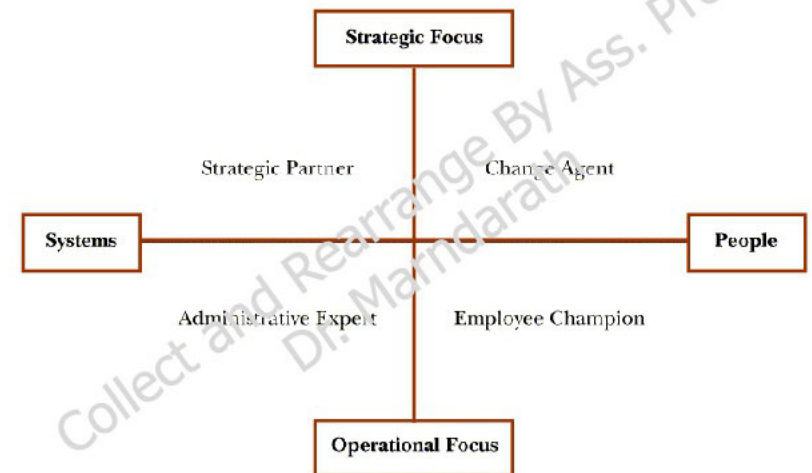 Strategic Focus
Strategic Partner
Change Agent
Systems
People
Administrative Expert
Employee Champion
Operational Focus
Collect and Rearrange By Ass.
Dr. Marndarath